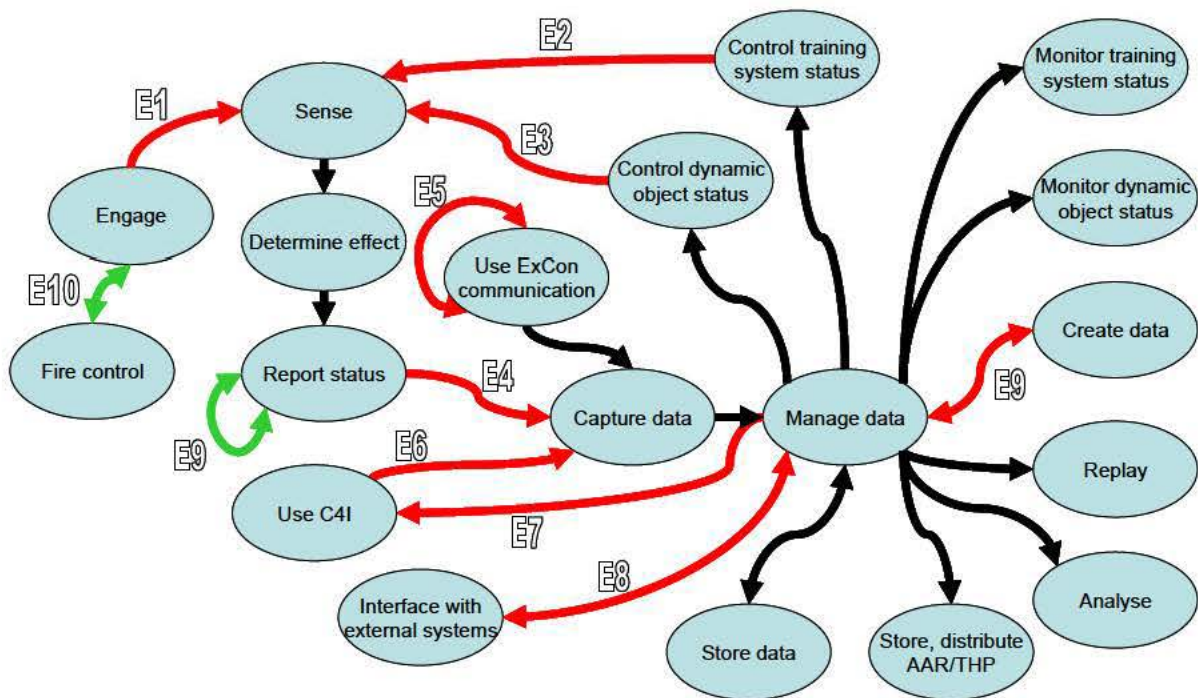 E2
Control training
system status
Monitor training
system status
E1
Sense
E3
Control dynamic
object status
Monitor dynamic
object status
E5
Engage
Determine effect
Use ExCon
communication
E10
Create data
Fire control
Report status
E4
E9
Capture data
Manage data
E9
E6
Replay
Use C4I
E7
E8
Interface with
external systems
Analyse
Store data
Store, distribute
AAR/THP